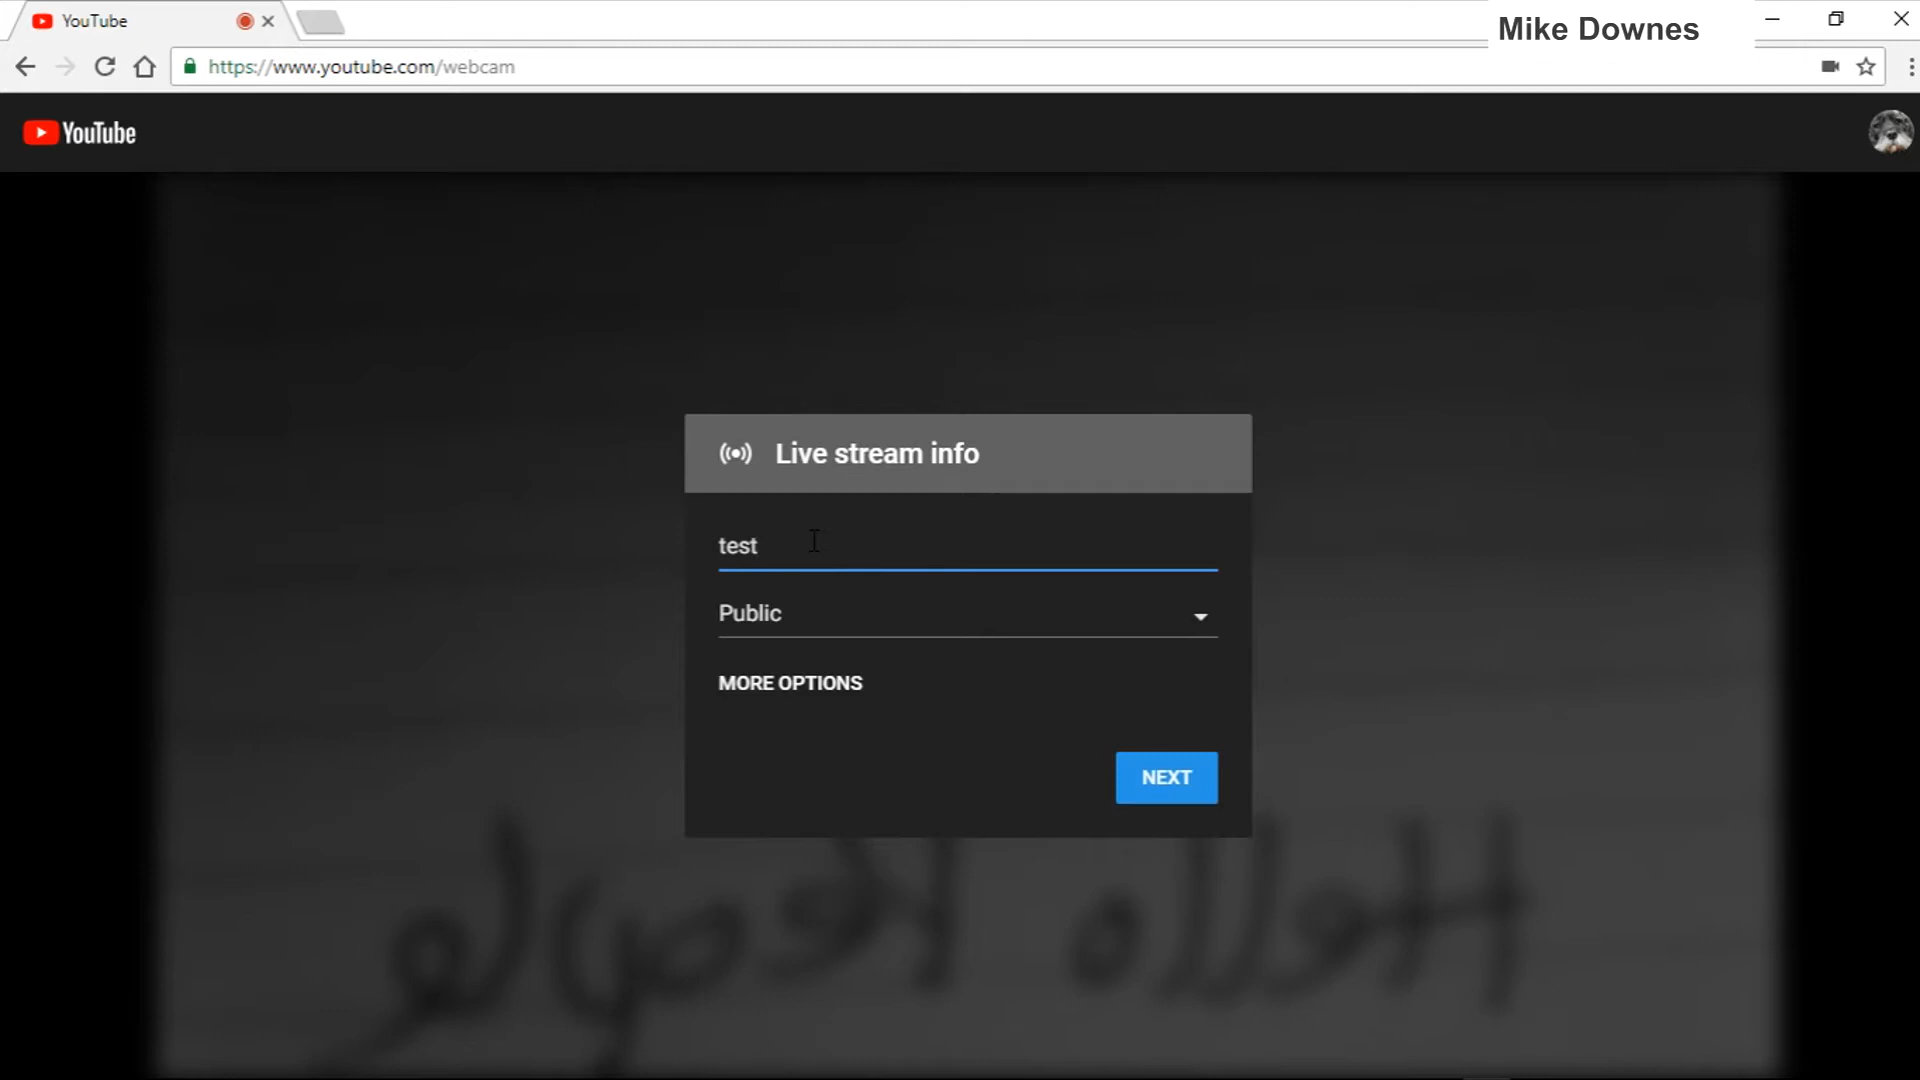 YouTube
Mike Downes
https://www.youtube.com/webcam
YouTube
Live stream info
test
Public
MORE OPTIONS
NEXT